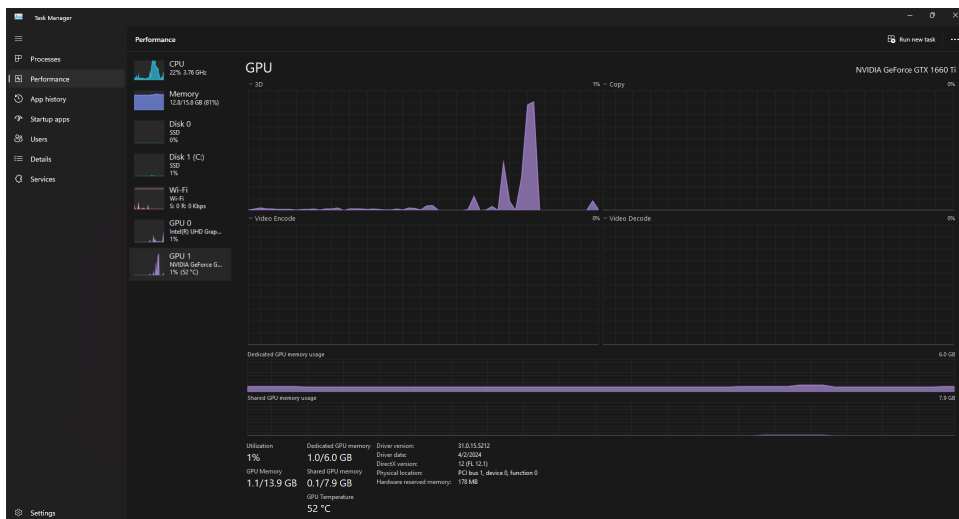 Task Manager
Performance
Run new task
Processes
Performance
App history
Startup apps
Users
Details
Services
Settings
CPU
22% 3.76 GHz
Memory
12.8/15.8 GB (81%)
Disk 0
SSD
0%
Disk 1 (C:)
SSD
1%
Wi-Fi
Wi-Fi
S: 0 R: 0 Kbps
GPU 0
Intel(R) UHD Grap...
1%
GPU 1
NVIDIA GeForce G...
1% (52 °C)
GPU
NVIDIA GeForce GTX 1660 Ti
3D 1%
Copy 0%
Video Encode 0%
Video Decode 0%
Dedicated GPU memory usage 6.0 GB
Shared GPU memory usage 7.9 GB
Utilization
1%
Dedicated GPU memory
1.0/6.0 GB
GPU Memory
1.1/13.9 GB
Shared GPU memory
0.1/7.9 GB
GPU Temperature
52 °C
Driver version: 31.0.15.5212
Driver date: 4/2/2024
DirectX version: 12 (FL 12.1)
Physical location: PCI bus 1, device 0, function 0
Hardware reserved memory: 178 MB